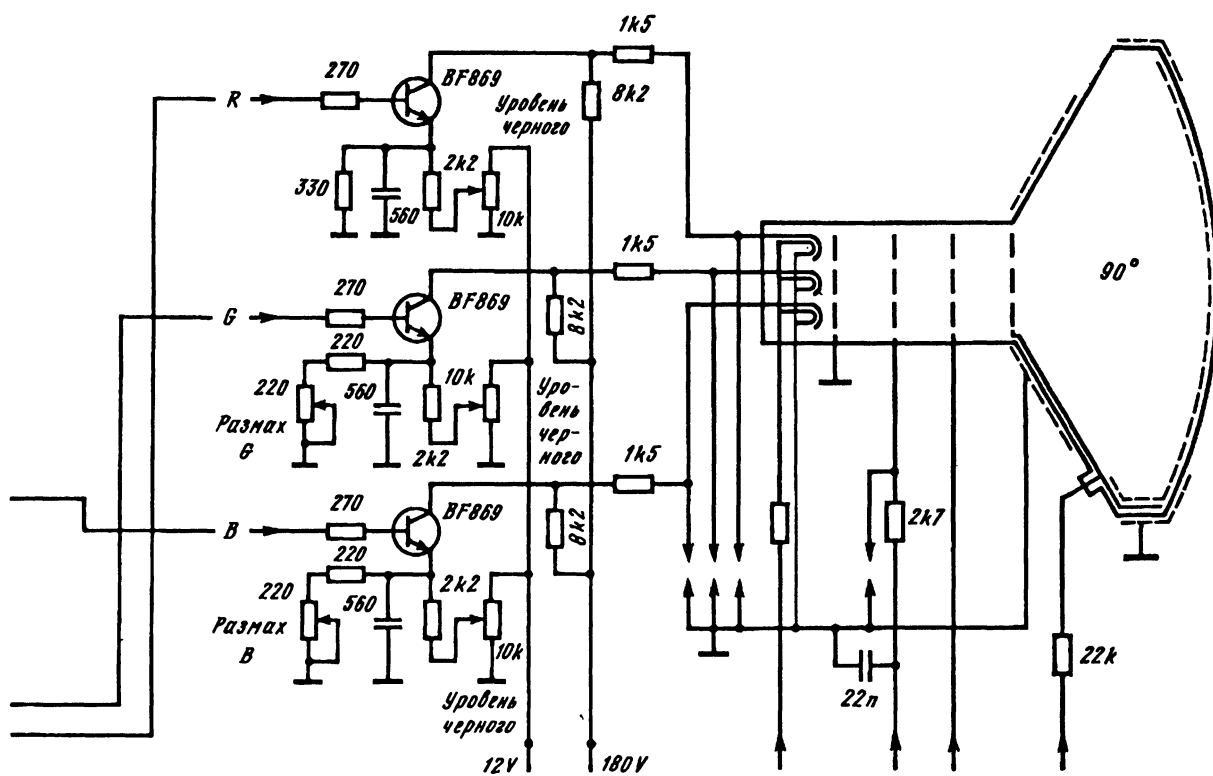 1k5
270
BF869
R
8k2
Уровень
черного
2k2
330
560
10k
1k5
270
BF869
G
8k2
220
220
560
10k
Размах
G
2k2
Уро-
вень
чер-
ного
90°
1k5
270
BF869
B
8k2
2k7
220
220
560
2k2
Размах
B
10k
22k
22n
Уровень
черного
12V
180V